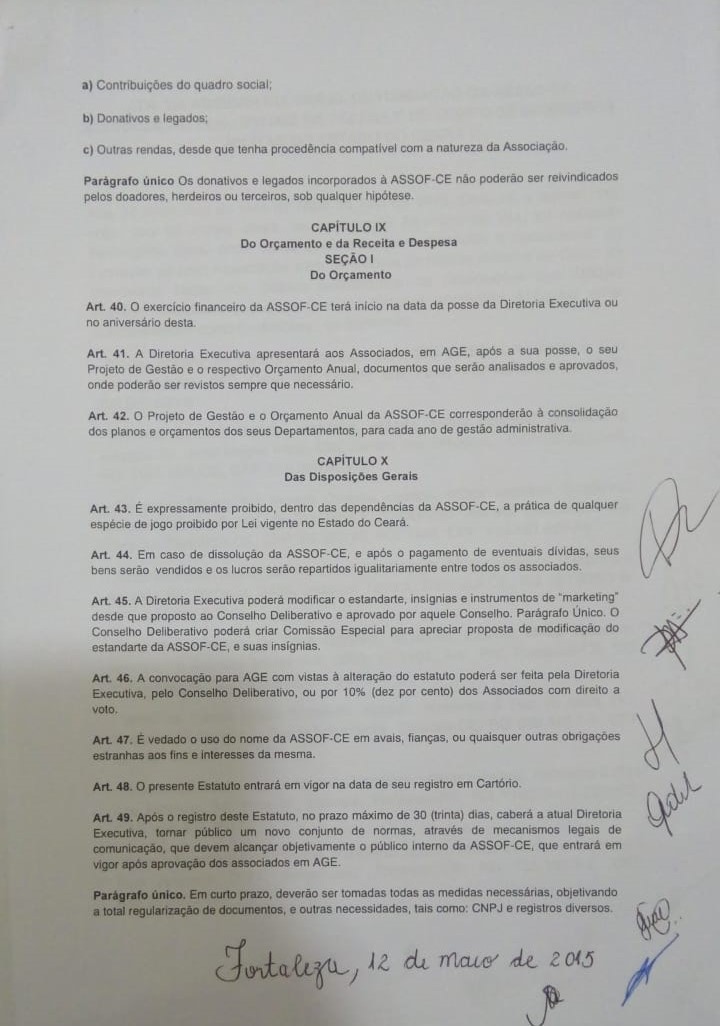 a) Contribuições do quadro social;
b) Donativos e legados;
c) Outras rendas, desde que tenha procedência compatível com a natureza da Associação.
Parágrafo único Os donativos e legados incorporados à ASSOF-CE não poderão ser reivindicados
pelos doadores, herdeiros ou terceiros, sob qualquer hipótese.
CAPÍTULO IX
Do Orçamento e da Receita e Despesa
SEÇÃO I
Do Orçamento
Art. 40. O exercício financeiro da ASSOF-CE terá início na data da posse da Diretoria Executiva ou
no aniversário desta.
Art. 41. A Diretoria Executiva apresentará aos Associados, em AGE, após a sua posse, o seu
Projeto de Gestão e o respectivo Orçamento Anual, documentos que serão analisados e aprovados,
onde poderão ser revistos sempre que necessário.
Art. 42. O Projeto de Gestão e o Orçamento Anual da ASSOF-CE corresponderão à consolidação
dos planos e orçamentos dos seus Departamentos, para cada ano de gestão administrativa.
CAPÍTULO X
Das Disposições Gerais
Art. 43. É expressamente proibido, dentro das dependências da ASSOF-CE, a prática de qualquer
espécie de jogo proibido por Lei vigente no Estado do Ceará.
Art. 44. Em caso de dissolução da ASSOF-CE, e após o pagamento de eventuais dívidas, seus
bens serão vendidos e os lucros serão repartidos igualitariamente entre todos os associados.
Art. 45. A Diretoria Executiva poderá modificar o estandarte, insígnias e instrumentos de “marketing”
desde que proposto ao Conselho Deliberativo e aprovado por aquele Conselho. Parágrafo Único. O
Conselho Deliberativo poderá criar Comissão Especial para apreciar proposta de modificação do
estandarte da ASSOF-CE, e suas insígnias.
Art. 46. A convocação para AGE com vistas à alteração do estatuto poderá ser feita pela Diretoria
Executiva, pelo Conselho Deliberativo, ou por 10% (dez por cento) dos Associados com direito a
voto.
Art. 47. É vedado o uso do nome da ASSOF-CE em avais, fianças, ou quaisquer outras obrigações
estranhas aos fins e interesses da mesma.
Art. 48. O presente Estatuto entrará em vigor na data de seu registro em Cartório.
Art. 49. Após o registro deste Estatuto, no prazo máximo de 30 (trinta) dias, caberá a atual Diretoria
Executiva, tornar público um novo conjunto de normas, através de mecanismos legais de
comunicação, que devem alcançar objetivamente o público interno da ASSOF-CE, que entrará em
vigor após aprovação dos associados em AGE.
Parágrafo único. Em curto prazo, deverão ser tomadas todas as medidas necessárias, objetivando
a total regularização de documentos, e outras necessidades, tais como: CNPJ e registros diversos.
Fortaleza, 12 de maio de 2015